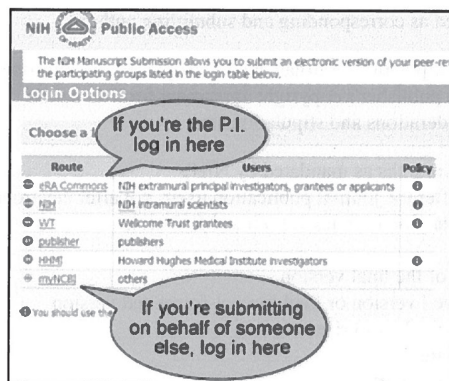 NIH Public Access
The NIH Manuscript Submission allows you to submit an electronic version of your peer-re
the participating groups listed in the login table below.
Login Options
Choose a l
If you're the P.I.
log in here
Route Users Policy
eRA Commons NIH extramural principal investigators, grantees or applicants
NIH NIH intramural scientists
WT Wellcome Trust grantees
publisher publishers
HHMI Howard Hughes Medical Institute investigators
myNCBI others
You should use the
If you're submitting
on behalf of someone
else, log in here